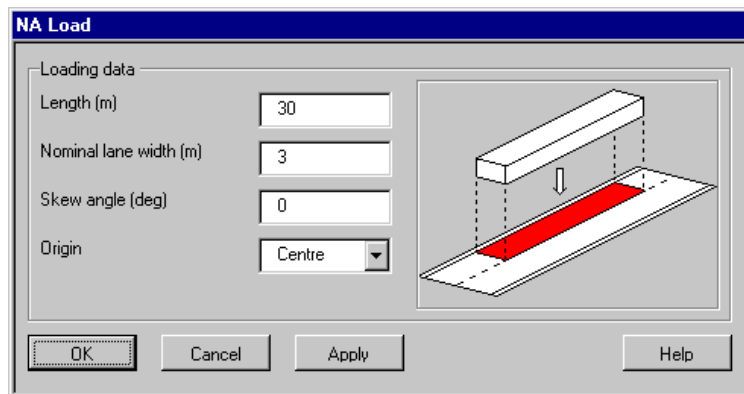 NA Load
Loading data
Length (m) 30
Nominal lane width (m) 3
Skew angle (deg) 0
Origin Centre
OK Cancel Apply Help